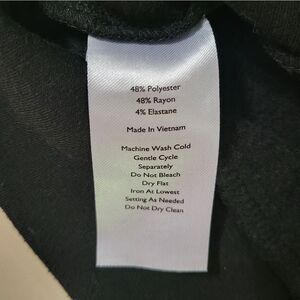 48% Polyester
48% Rayon
4% Elastane
Made In Vietnam
Machine Wash Cold
Gentle Cycle
Separately
Do Not Bleach
Dry Flat
Iron At Lowest
Setting As Needed
Do Not Dry Clean